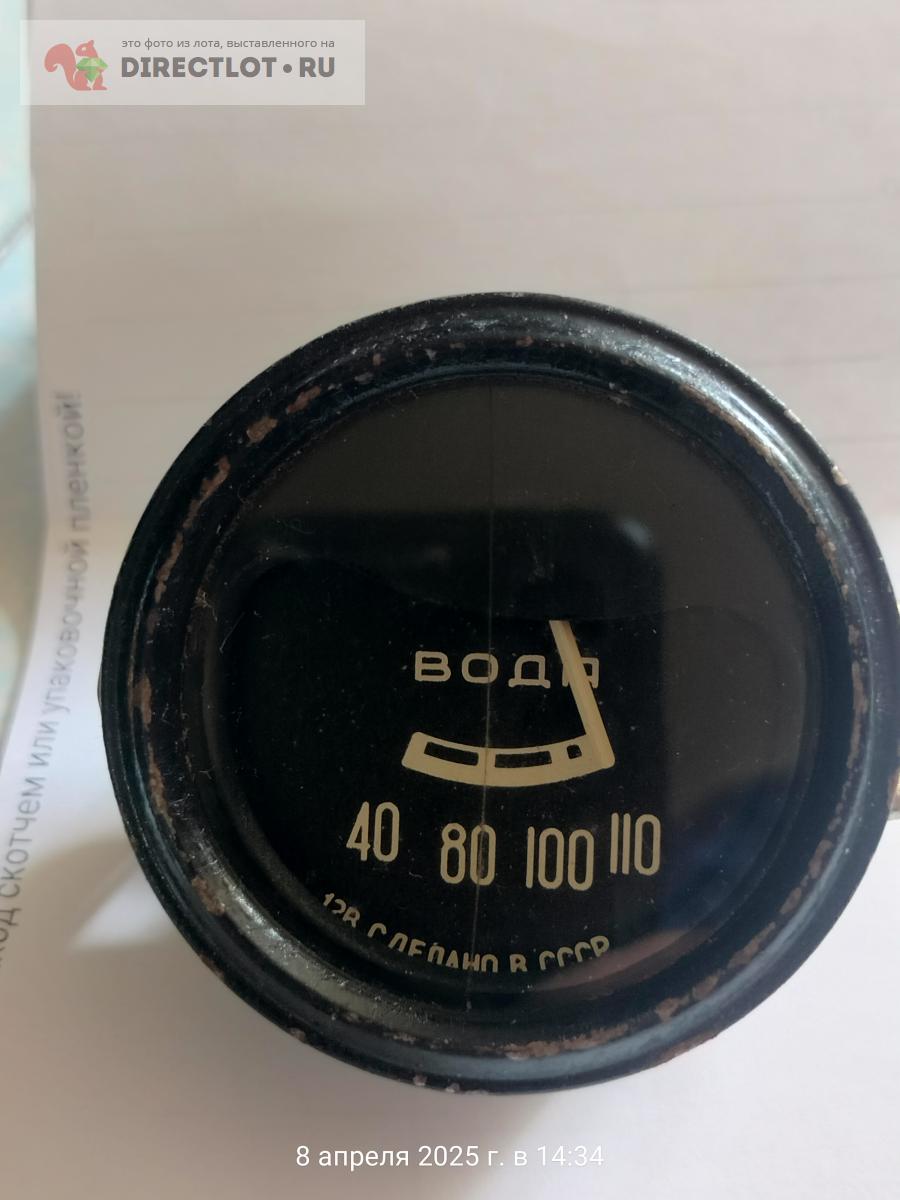 это фото из лота, выставленного на
DIRECTLOT•RU
скотчем или упаковочной пленкой!
ВОДА
40 80 100 110
12В СДЕЛАНО В СССР
8 апреля 2025 г. в 14:34